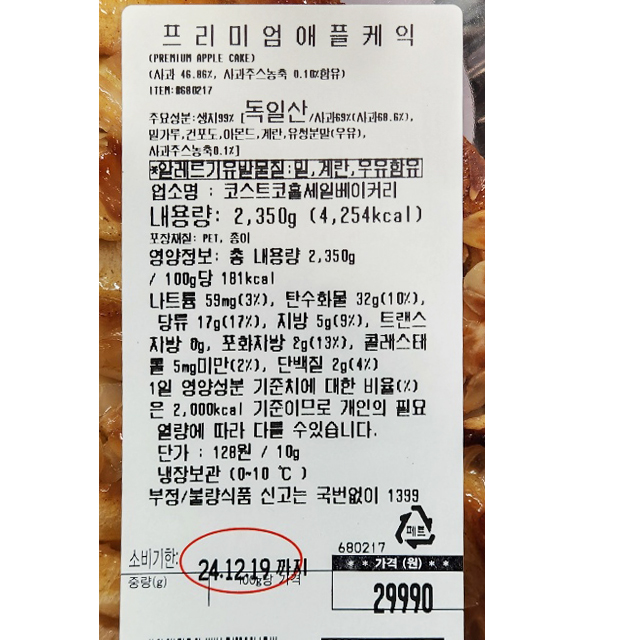 프리미엄애플케익
(PREMIUM APPLE CAKE)
(사과 46.86%, 사과주스농축 0.10%함유)
ITEM:#680217
주요성분:생지99% [독일산/사과69%(사과68.6%),
밀가루,건포도,아몬드,계란,유청분말(우유),
사과주스농축0.1%]
*알레르기유발물질:밀,계란,우유함유
업소명 : 코스트코홀세일베이커리
내용량: 2,350g (4,254kcal)
포장재질: PET, 종이
영양정보: 총 내용량 2,350g
/ 100g당 181kcal
나트륨 59mg(3%), 탄수화물 32g(10%),
당류 17g(17%), 지방 5g(9%), 트랜스
지방 0g, 포화지방 2g(13%), 콜레스테
롤 5mg미만(2%), 단백질 2g(4%)
1일 영양성분 기준치에 대한 비율(%)
은 2,000kcal 기준이므로 개인의 필요
열량에 따라 다를 수있습니다.
단가 : 128원 / 10g
냉장보관 (0~10 ℃ )
부정/불량식품 신고는 국번없이 1399
페트
소비기한: 24.12.19 까지
680217
중량(g) 100g당 가격
* * 가격 (원) * *
29990